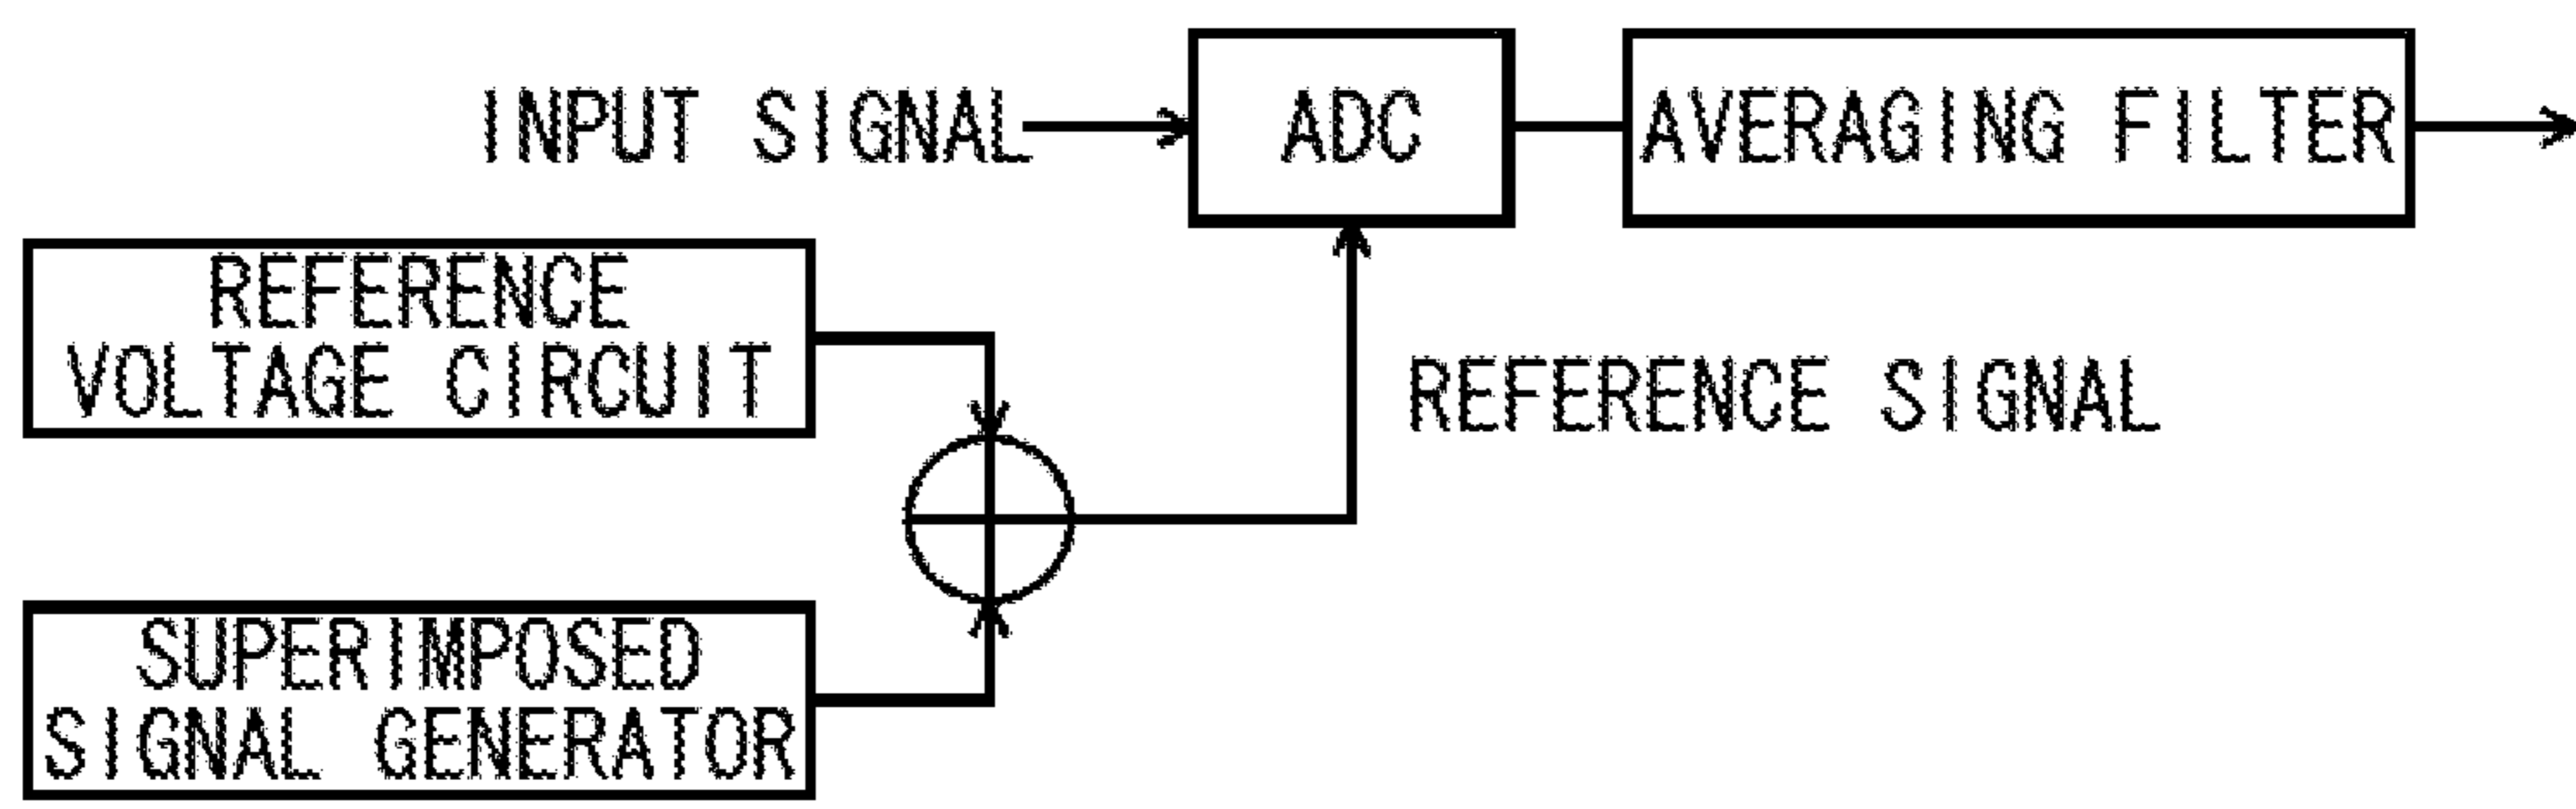 INPUT SIGNAL
ADC
AVERAGING FILTER
REFERENCE
VOLTAGE CIRCUIT
REFERENCE SIGNAL
SUPERIMPOSED
SIGNAL GENERATOR